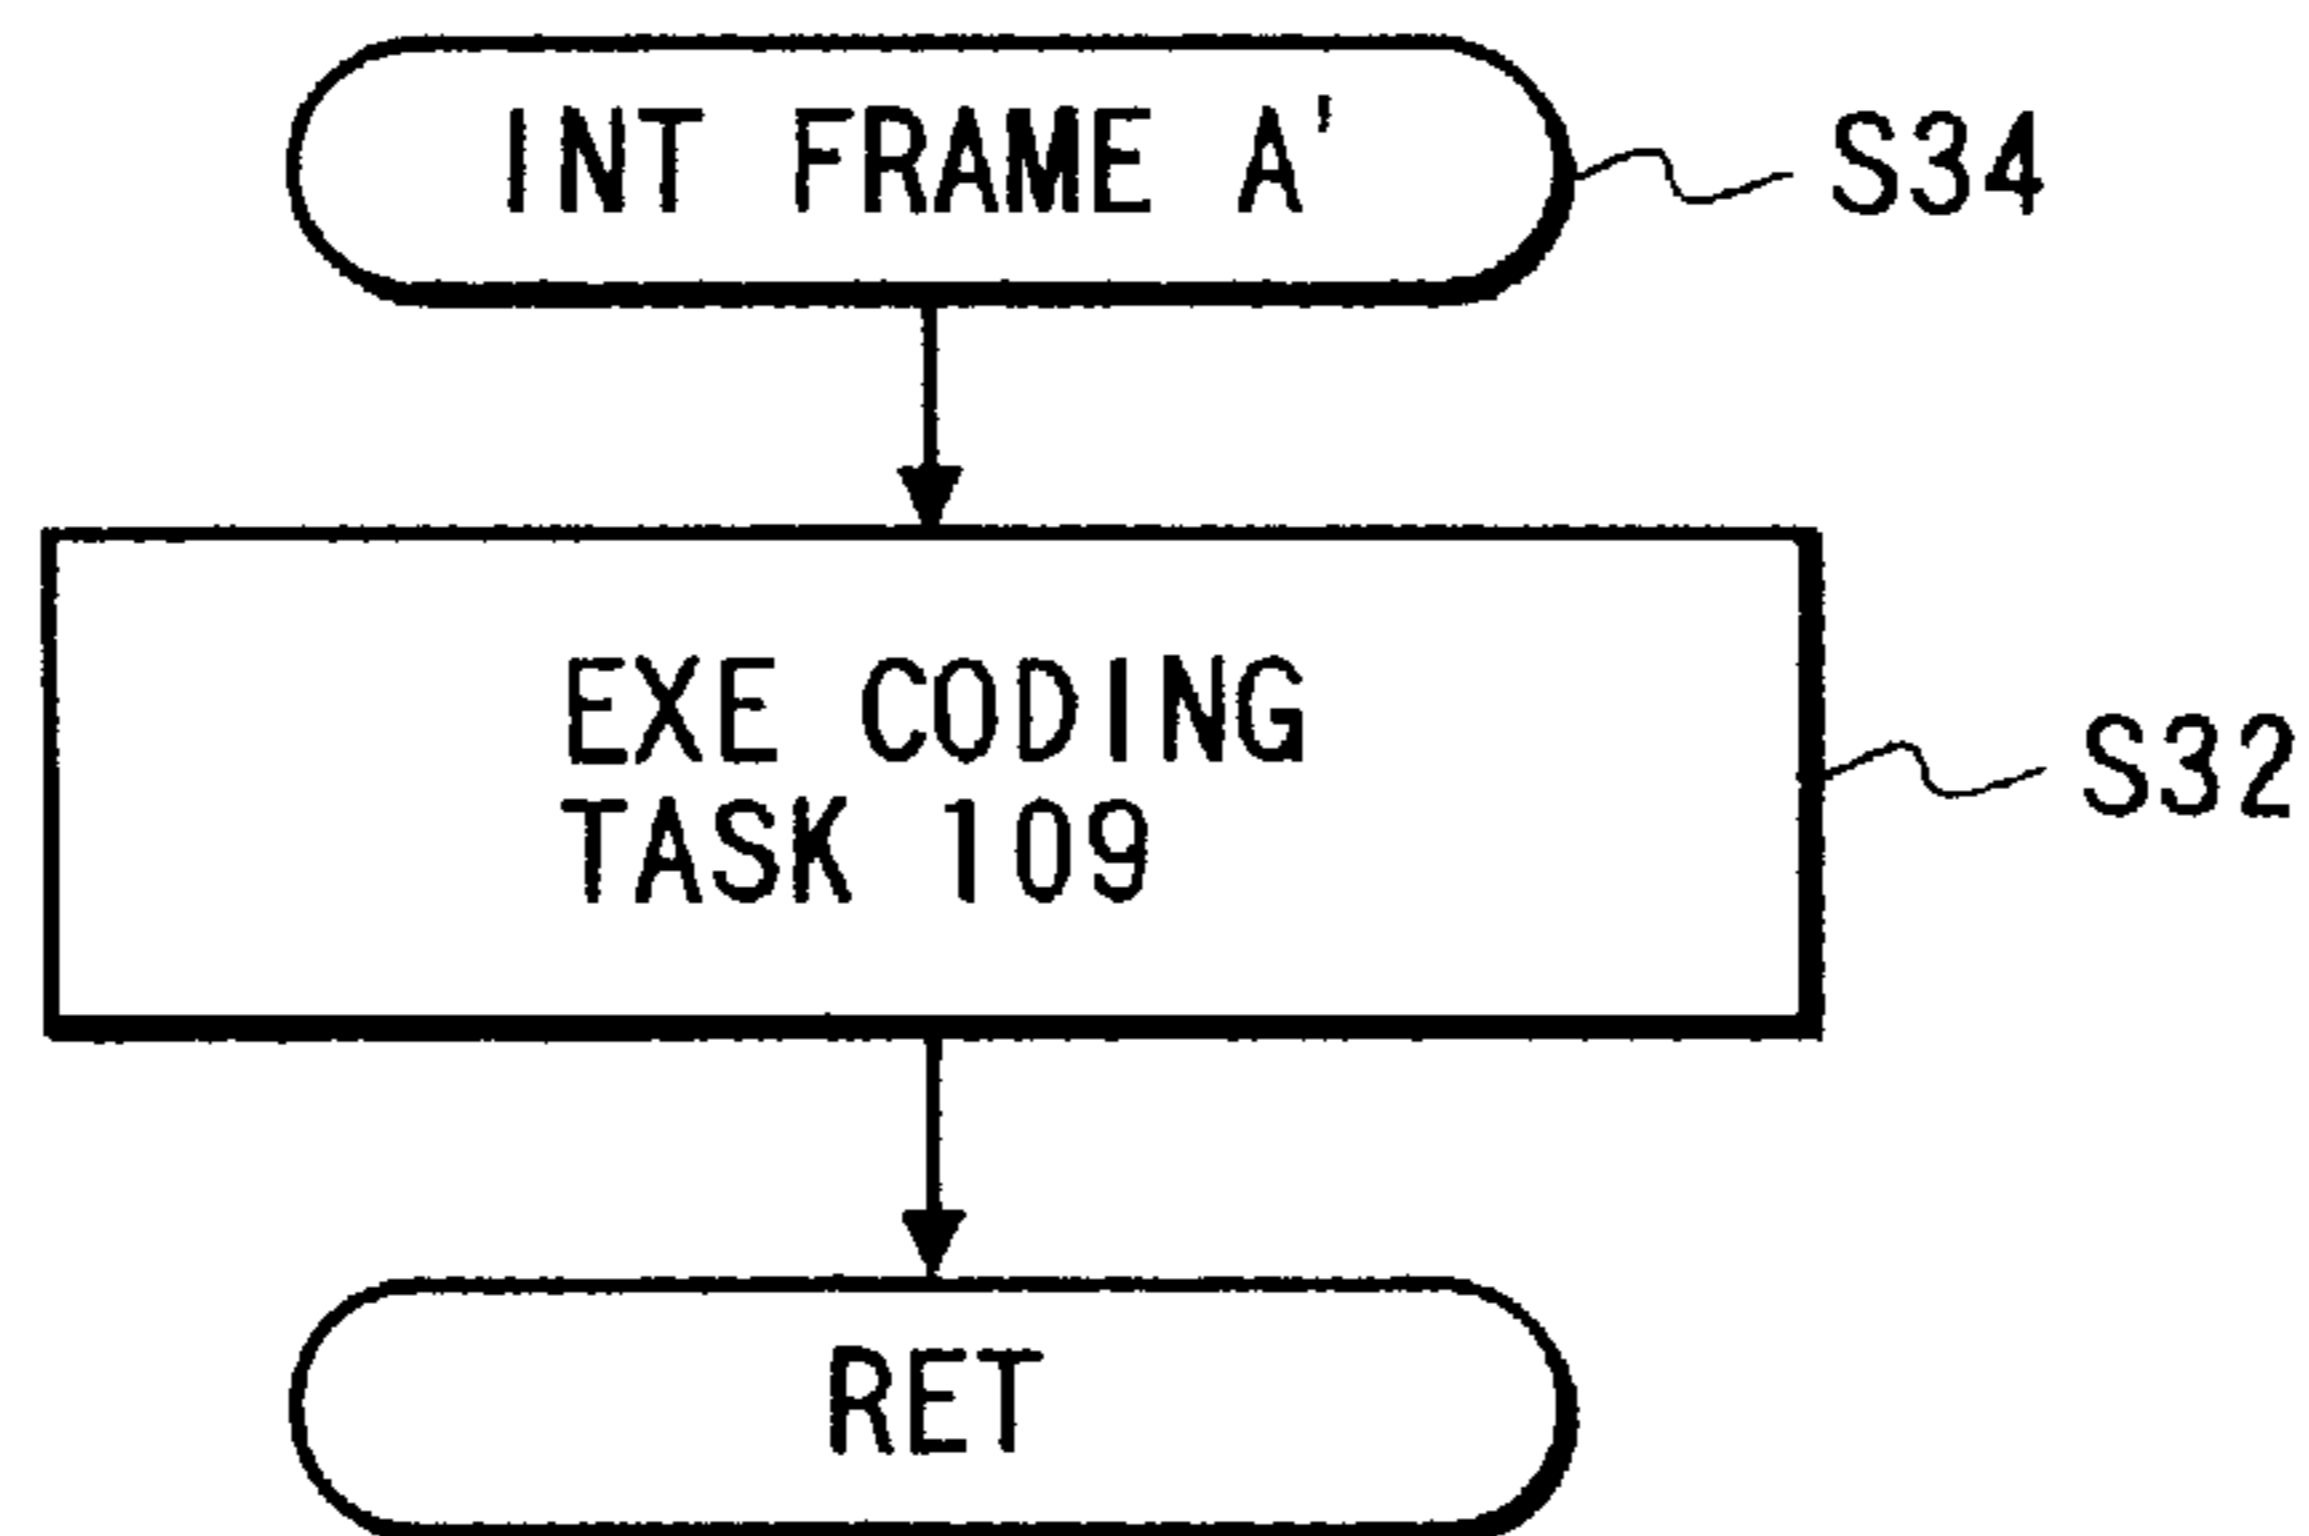 INT FRAME A'
S34
EXE CODING
TASK 109
S32
RET